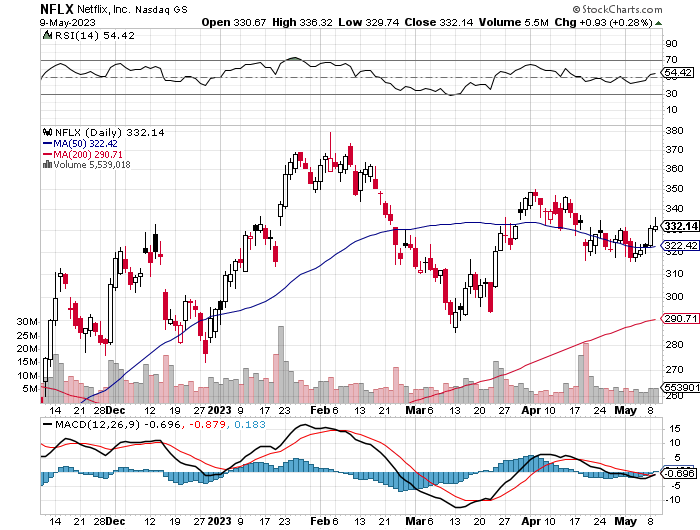 NFLX Netflix, Inc. Nasdaq GS © StockCharts.com
9-May-2023 Open 330.67 High 336.32 Low 329.74 Close 332.14 Volume 5.5M Chg +0.93 (+0.28%)
RSI(14) 54.42
90
70
54.42
50
30
10
NFLX (Daily) 332.14
MA(50) 322.42
MA(200) 290.71
Volume 5,539,018
380
370
360
350
340
332.14
322.42
310
300
290.71
280
270
260
30M
25M
20M
15M
10M
5M
5539018
14 21 28 Dec 12 19 27 2023 9 17 23 Feb 6 13 21 Mar 6 13 20 27 Apr 10 17 24 May 8
MACD(12,26,9) -0.696, -0.879, 0.183
15
10
5
-0.696
-5
-10
14 21 28 Dec 12 19 27 2023 9 17 23 Feb 6 13 21 Mar 6 13 20 27 Apr 10 17 24 May 8